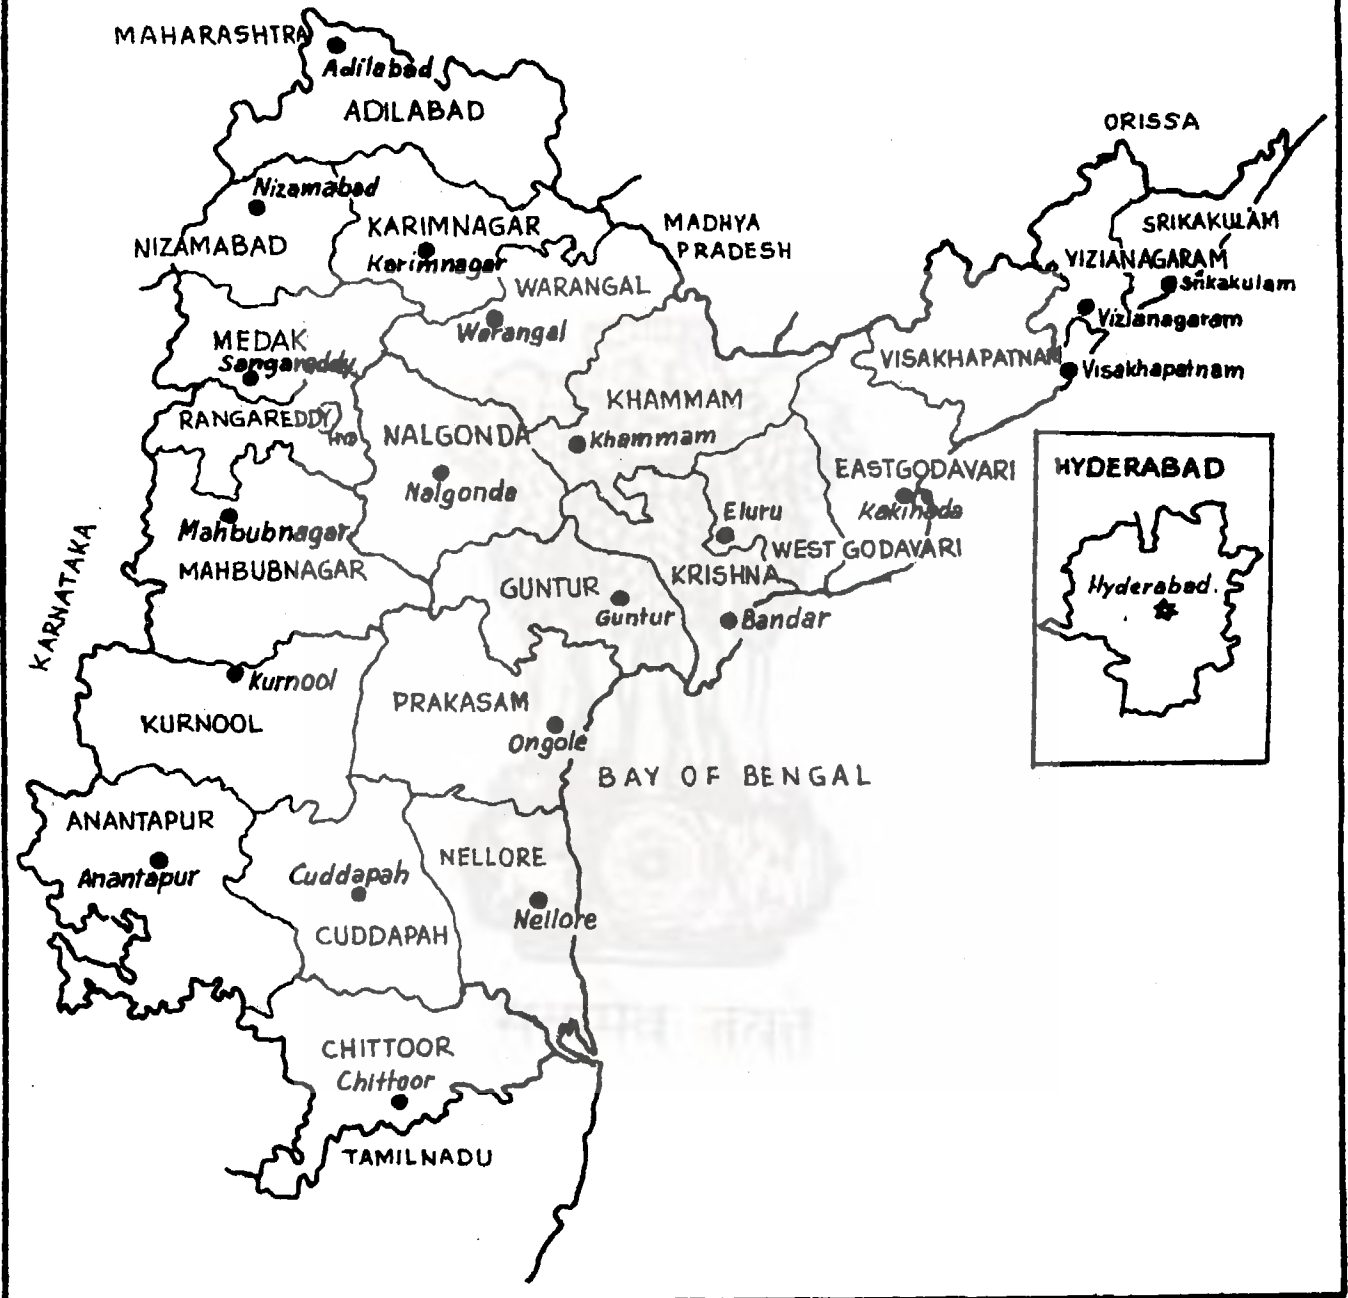 MAHARASHTRA
Adilabad
ADILABAD
ORISSA
Nizamabad
NIZAMABAD
KARIMNAGAR
Karimnagar
MADHYA
PRADESH
SRIKAKULAM
VIZIANAGARAM
Srikakulam
WARANGAL
Warangal
Vizianagaram
MEDAK
Sangareddy
VISAKHAPATNAM
Visakhapatnam
RANGAREDDY
HYD
KHAMMAM
Khammam
NALGONDA
Nalgonda
EASTGODAVARI
Kakinada
HYDERABAD
Hyderabad.
Mahbubnagar
MAHBUBNAGAR
Eluru
WEST GODAVARI
KARNATAKA
GUNTUR
Guntur
KRISHNA
Bandar
Kurnool
KURNOOL
PRAKASAM
Ongole
BAY OF BENGAL
ANANTAPUR
Anantapur
Cuddapah
CUDDAPAH
NELLORE
Nellore
CHITTOOR
Chittoor
TAMILNADU